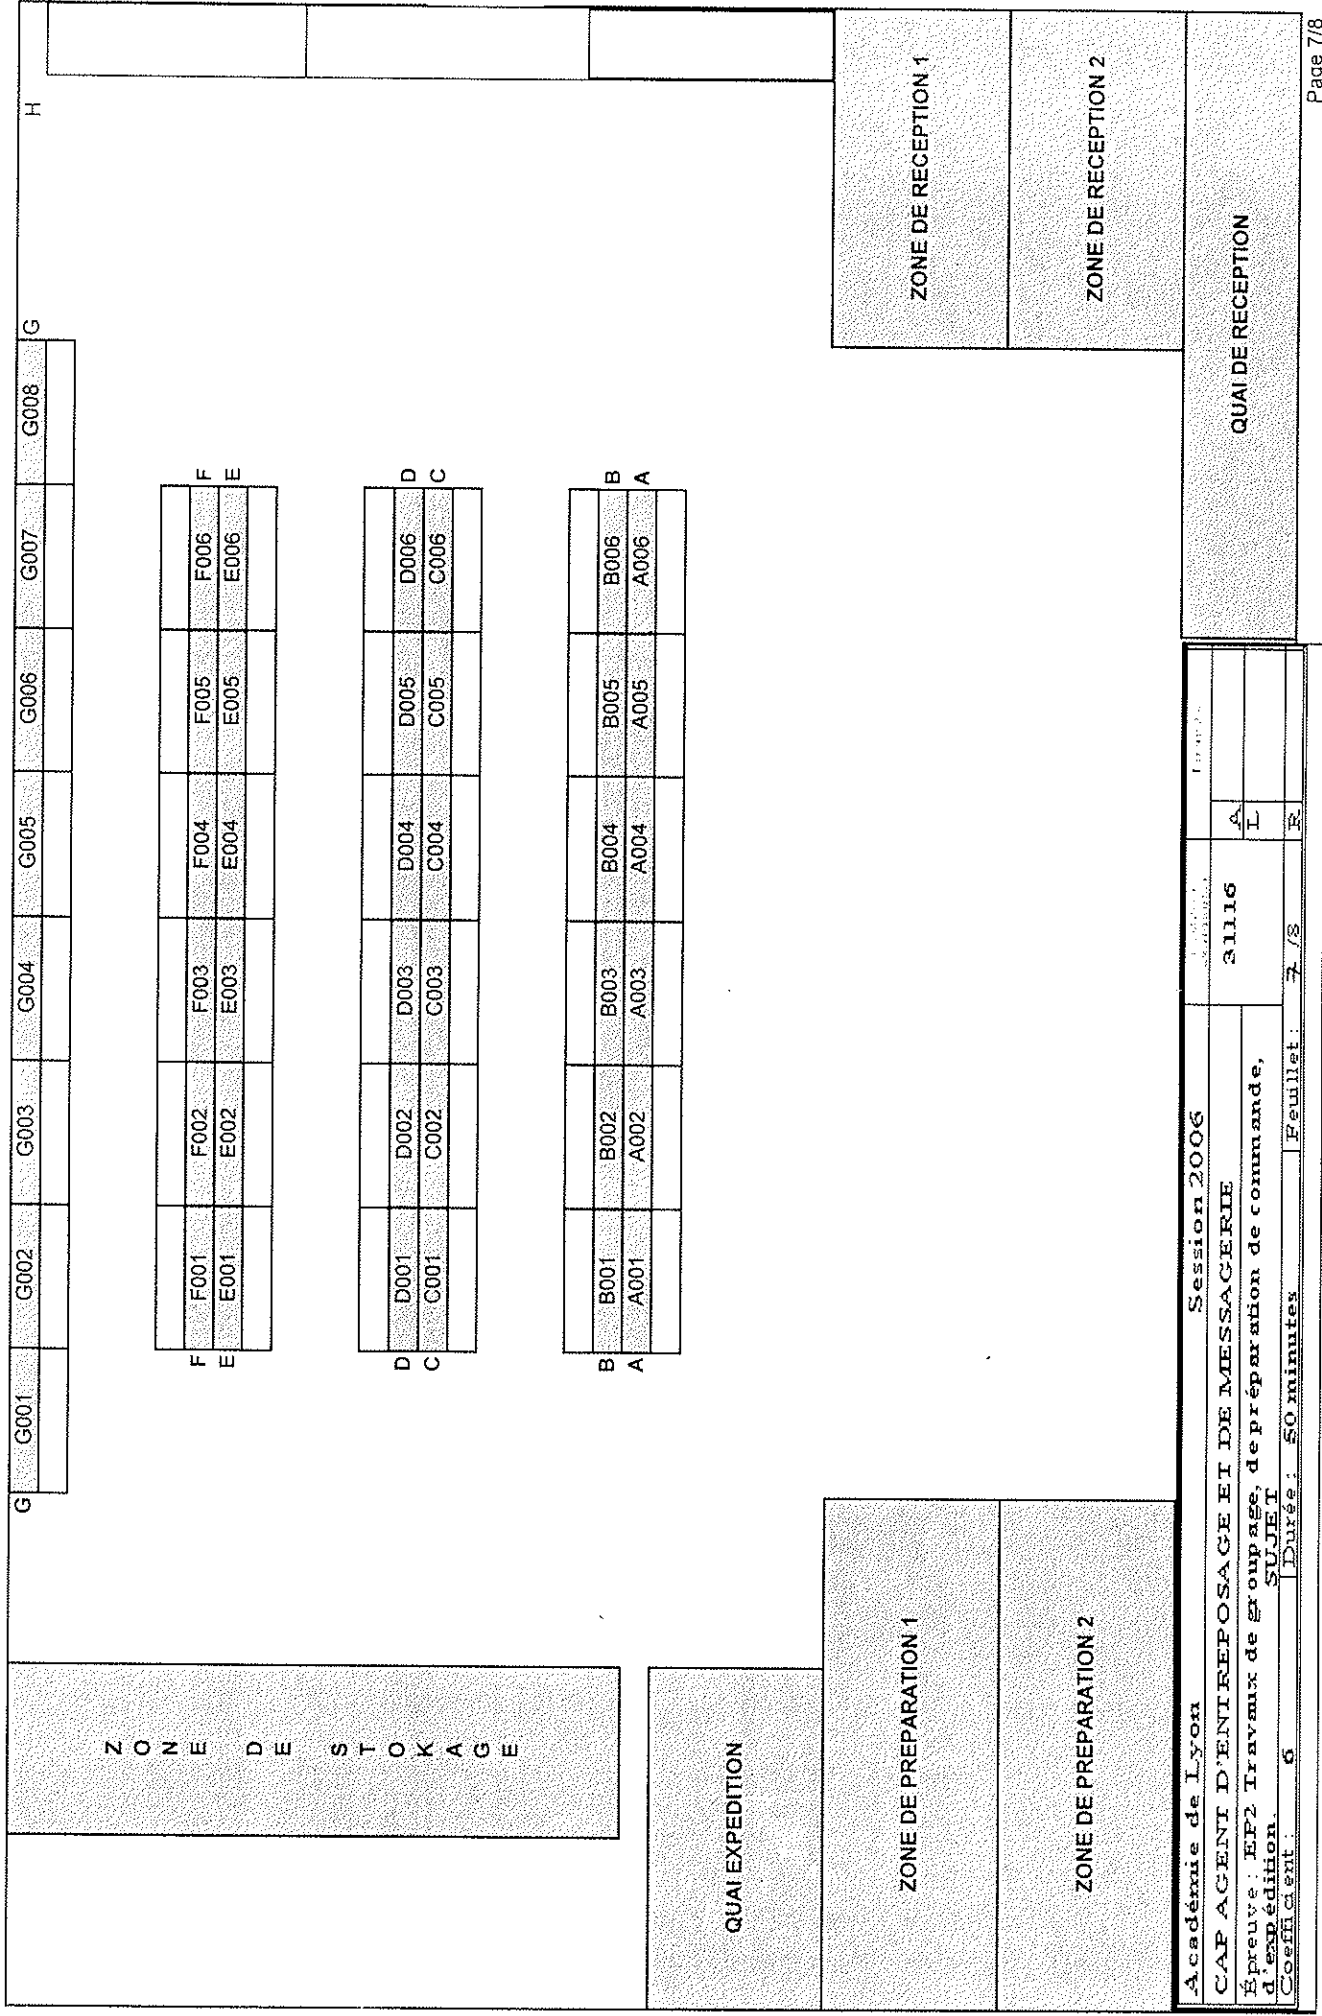 G
G001
G002
G003
G004
G005
G006
G007
G008
G
H
F
F001
F002
F003
F004
F005
F006
F
E
E001
E002
E003
E004
E005
E006
E
D
D001
D002
D003
D004
D005
D006
D
C
C001
C002
C003
C004
C005
C006
C
B
B001
B002
B003
B004
B005
B006
B
A
A001
A002
A003
A004
A005
A006
A
ZONE DE STOKAGE
QUAI EXPEDITION
ZONE DE PREPARATION 1
ZONE DE PREPARATION 2
ZONE DE RECEPTION 1
ZONE DE RECEPTION 2
QUAI DE RECEPTION
Académie de Lyon
Session 2006
CAP AGENT D'ENTREPOSAGE ET DE MESSAGERIE
31116
A
L
Épreuve : EP2 Travaux de groupage, de préparation de commande,
d'expédition.
SUJET
Coefficient : 6
Durée : 50 minutes
Feuillet : 7 /8
R
Page 7/8